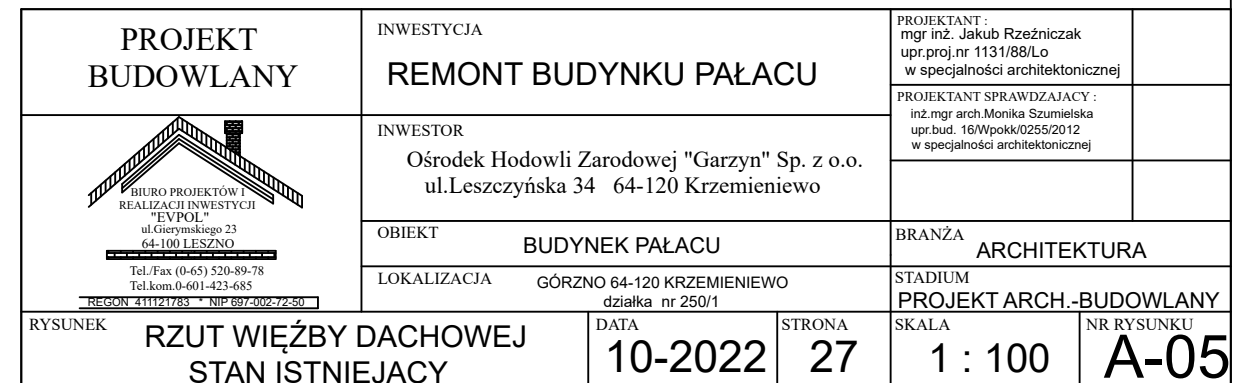 PROJEKT
BUDOWLANY
INWESTYCJA
REMONT BUDYNKU PAŁACU
PROJEKTANT :
mgr inż. Jakub Rzeźniczak
upr.proj.nr 1131/88/Lo
w specjalności architektonicznej
PROJEKTANT SPRAWDZAJACY :
inż.mgr arch.Monika Szumielska
upr.bud. 16/Wpokk/0255/2012
w specjalności architektonicznej
BIURO PROJEKTÓW I
REALIZACJI INWESTYCJI
"EVPOL"
ul.Gierymskiego 23
64-100 LESZNO
Tel./Fax (0-65) 520-89-78
Tel.kom.0-601-423-685
REGON 411121783 * NIP 697-002-72-50
INWESTOR
Ośrodek Hodowli Zarodowej "Garzyn" Sp. z o.o.
ul.Leszczyńska 34 64-120 Krzemieniewo
OBIEKT
BUDYNEK PAŁACU
BRANŻA
ARCHITEKTURA
LOKALIZACJA
GÓRZNO 64-120 KRZEMIENIEWO
działka nr 250/1
STADIUM
PROJEKT ARCH.-BUDOWLANY
RYSUNEK
RZUT WIĘŹBY DACHOWEJ
STAN ISTNIEJACY
DATA
10-2022
STRONA
27
SKALA
1 : 100
NR RYSUNKU
A-05